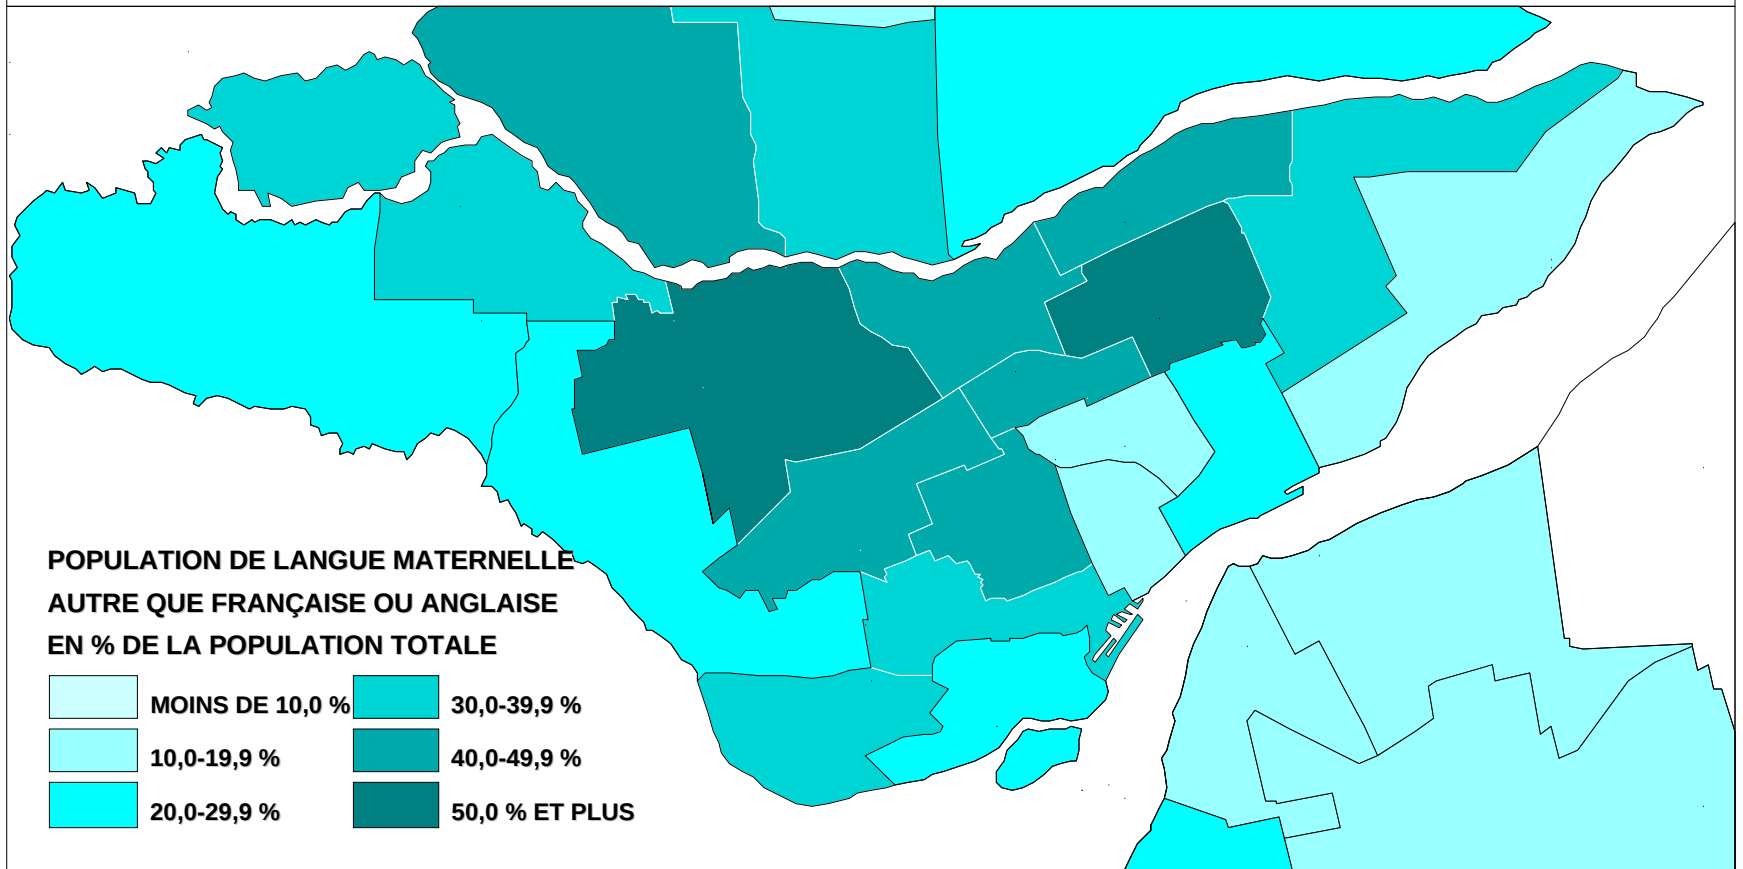 POPULATION DE LANGUE MATERNELLE
AUTRE QUE FRANÇAISE OU ANGLAISE
EN % DE LA POPULATION TOTALE
MOINS DE 10,0 %
10,0-19,9 %
20,0-29,9 %
30,0-39,9 %
40,0-49,9 %
50,0 % ET PLUS